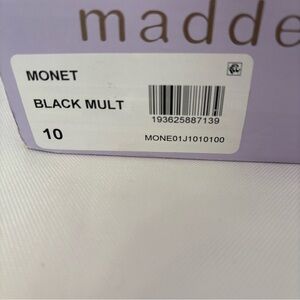 madde
MONET
BLACK MULT
193625887139
10
MONE01J1010100